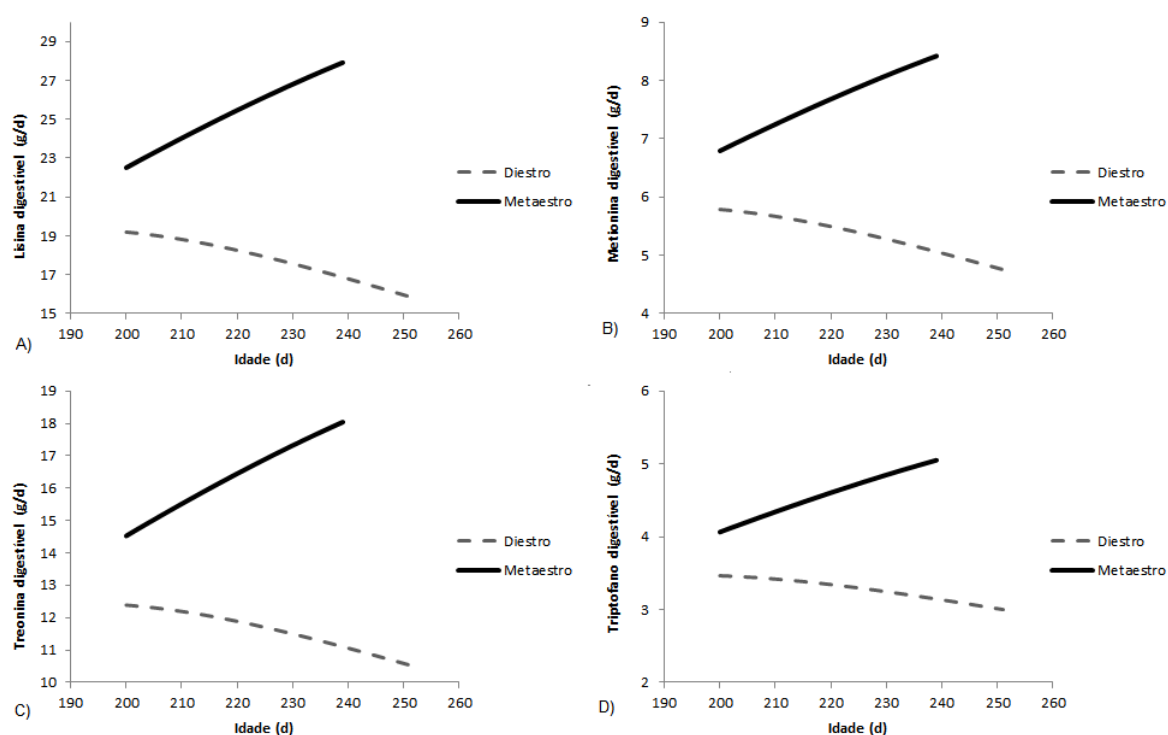 29
27
25
23
21
19
17
15
190 200 210 220 230 240 250 260
Lisina digestível (g/d)
Idade (d)
Diestro
Metaestro
A)
9
8
7
6
5
4
190 200 210 220 230 240 250 260
Metionina digestível (g/d)
Idade (d)
Diestro
Metaestro
B)
19
18
17
16
15
14
13
12
11
10
190 200 210 220 230 240 250 260
Treonina digestível (g/d)
Idade (d)
Diestro
Metaestro
C)
6
5
4
3
2
190 200 210 220 230 240 250 260
Triptofano digestível (g/d)
Idade (d)
Diestro
Metaestro
D)